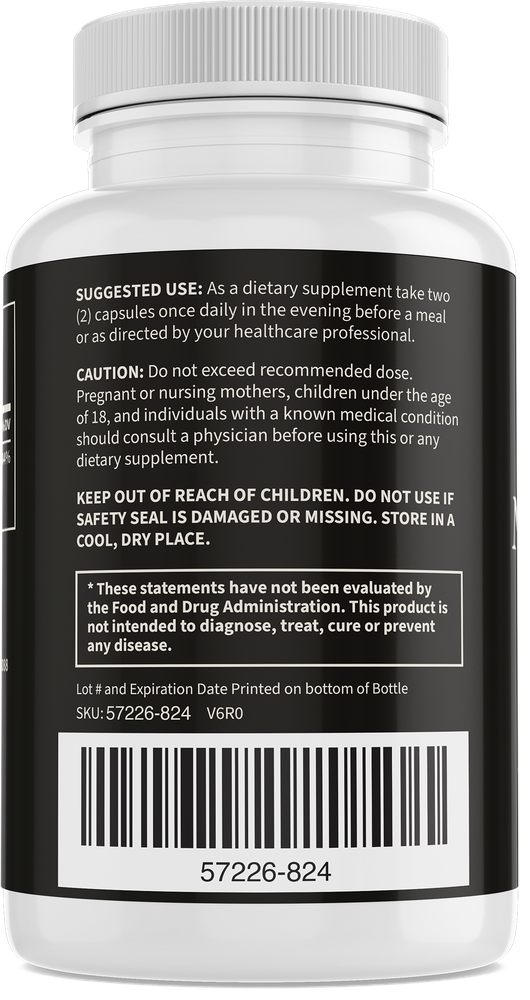 SUGGESTED USE: As a dietary supplement take two
(2) capsules once daily in the evening before a meal
or as directed by your healthcare professional.
CAUTION: Do not exceed recommended dose.
Pregnant or nursing mothers, children under the age
of 18, and individuals with a known medical condition
should consult a physician before using this or any
dietary supplement.
KEEP OUT OF REACH OF CHILDREN. DO NOT USE IF
SAFETY SEAL IS DAMAGED OR MISSING. STORE IN A
COOL, DRY PLACE.
* These statements have not been evaluated by
the Food and Drug Administration. This product is
not intended to diagnose, treat, cure or prevent
any disease.
Lot # and Expiration Date Printed on bottom of Bottle
SKU: 57226-824 V6R0
57226-824